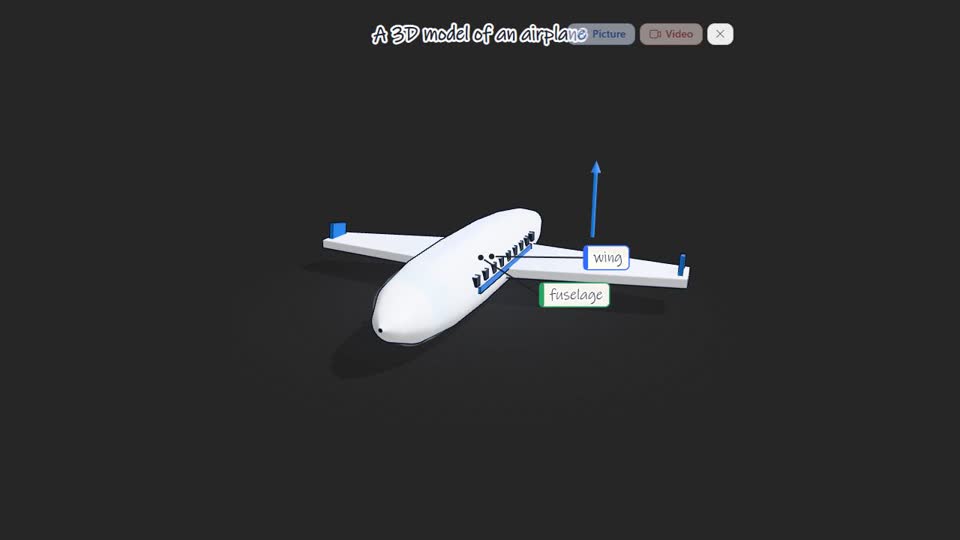 A 3D model of an airplane
Picture
Video
wing
fuselage